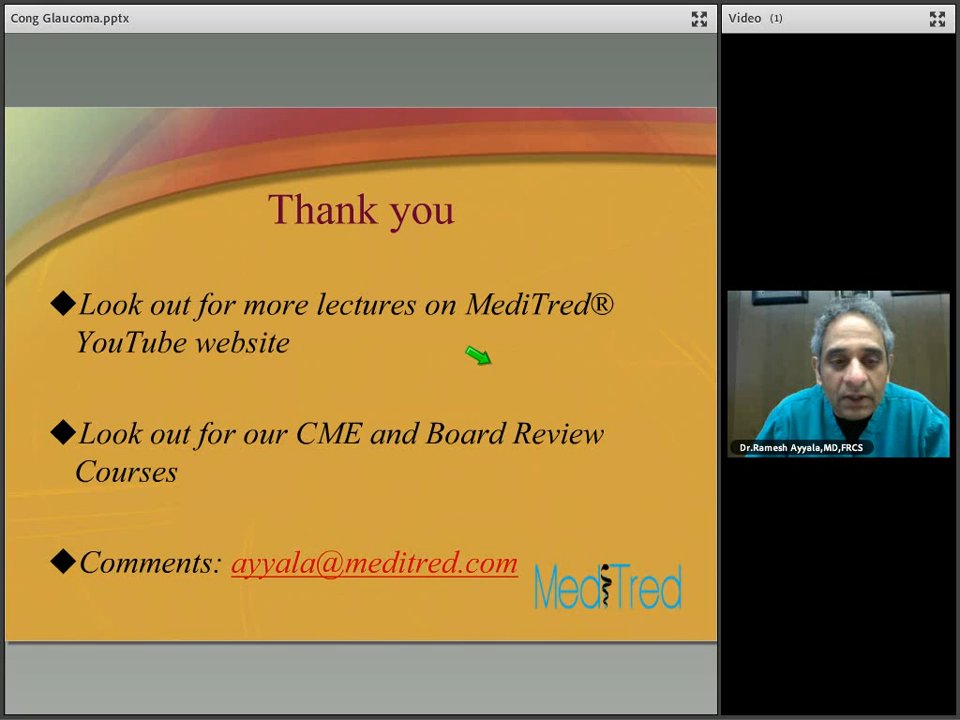 Cong Glaucoma.pptx
Video (1)
Thank you
◆Look out for more lectures on MediTred®
YouTube website
◆Look out for our CME and Board Review
Courses
◆Comments: ayyala@meditred.com
MediTred
Dr.Ramesh Ayyala,MD,FRCS